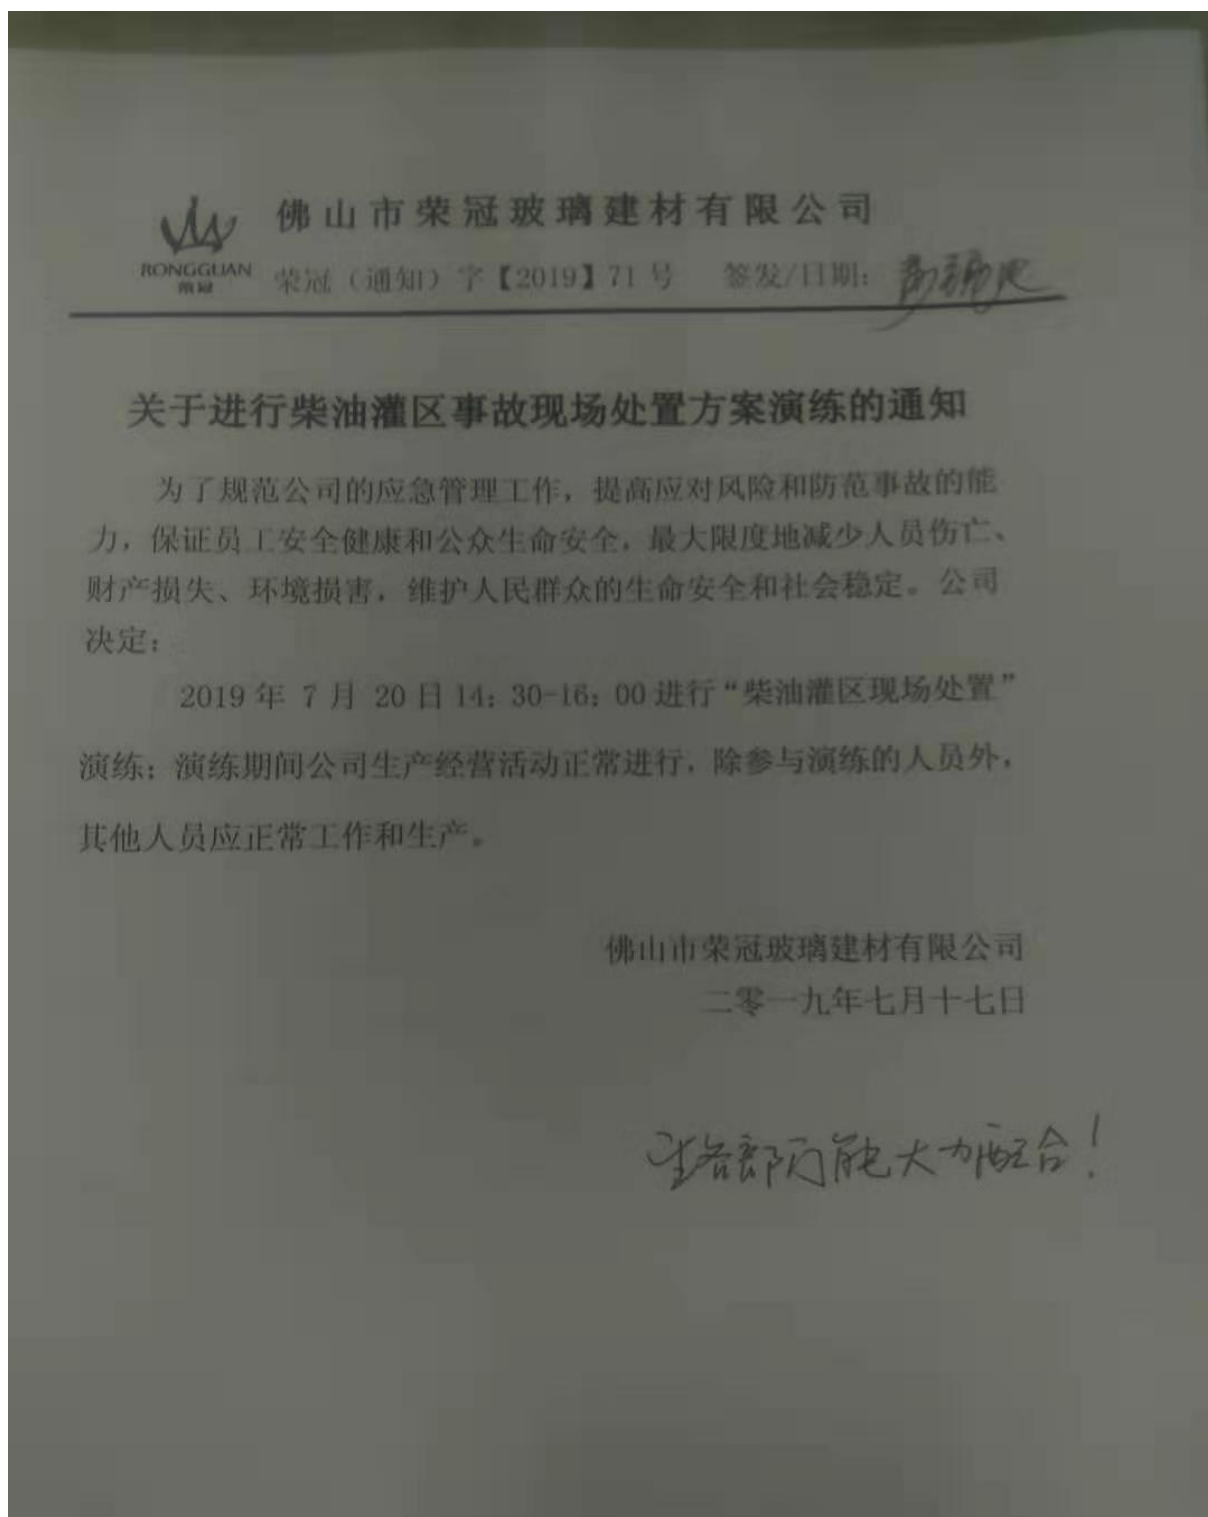 佛山市荣冠玻璃建材有限公司
RONGGUAN
荣冠
荣冠（通知）字【2019】71号 签发/日期：
关于进行柴油灌区事故现场处置方案演练的通知
为了规范公司的应急管理工作，提高应对风险和防范事故的能
力，保证员工安全健康和公众生命安全，最大限度地减少人员伤亡、
财产损失、环境损害，维护人民群众的生命安全和社会稳定。公司
决定：
2019年 7月 20日14：30-16：00进行“柴油灌区现场处置”
演练；演练期间公司生产经营活动正常进行，除参与演练的人员外，
其他人员应正常工作和生产。
佛山市荣冠玻璃建材有限公司
二零一九年七月十七日
望各部门能大力配合！